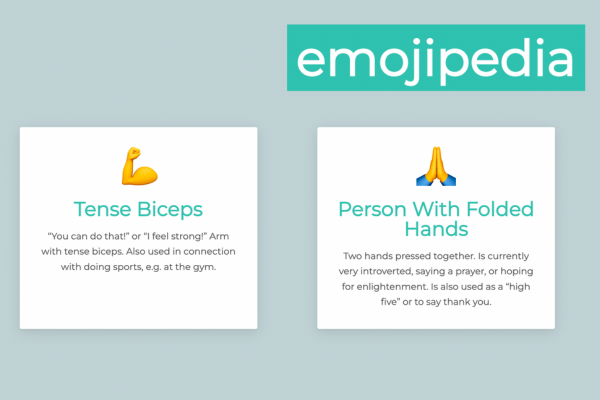 emojipedia
Tense Biceps
“You can do that!” or “I feel strong!” Arm
with tense biceps. Also used in connection
with doing sports, e.g. at the gym.
Person With Folded
Hands
Two hands pressed together. Is currently
very introverted, saying a prayer, or hoping
for enlightenment. Is also used as a “high
five” or to say thank you.